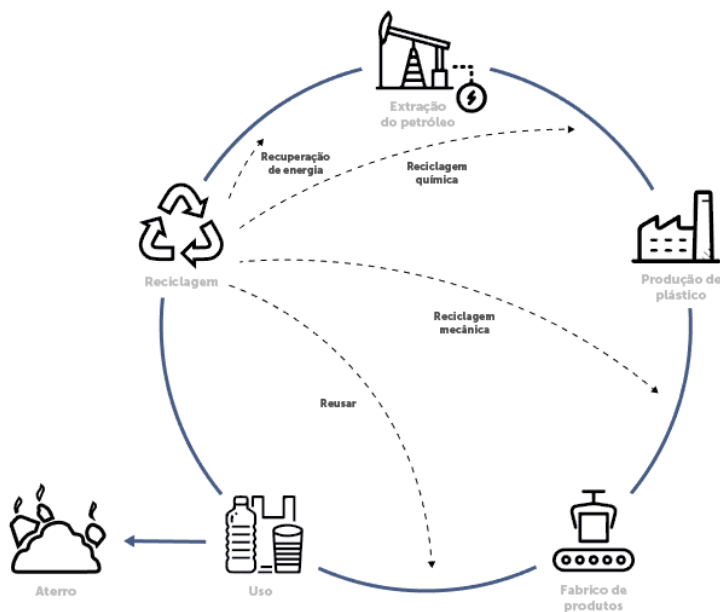 Extração
do petróleo
Recuperação
de energia
Reciclagem
química
Reciclagem
Produção de
plástico
Reciclagem
mecânica
Reusar
Aterro
Uso
Fabrico de
produtos